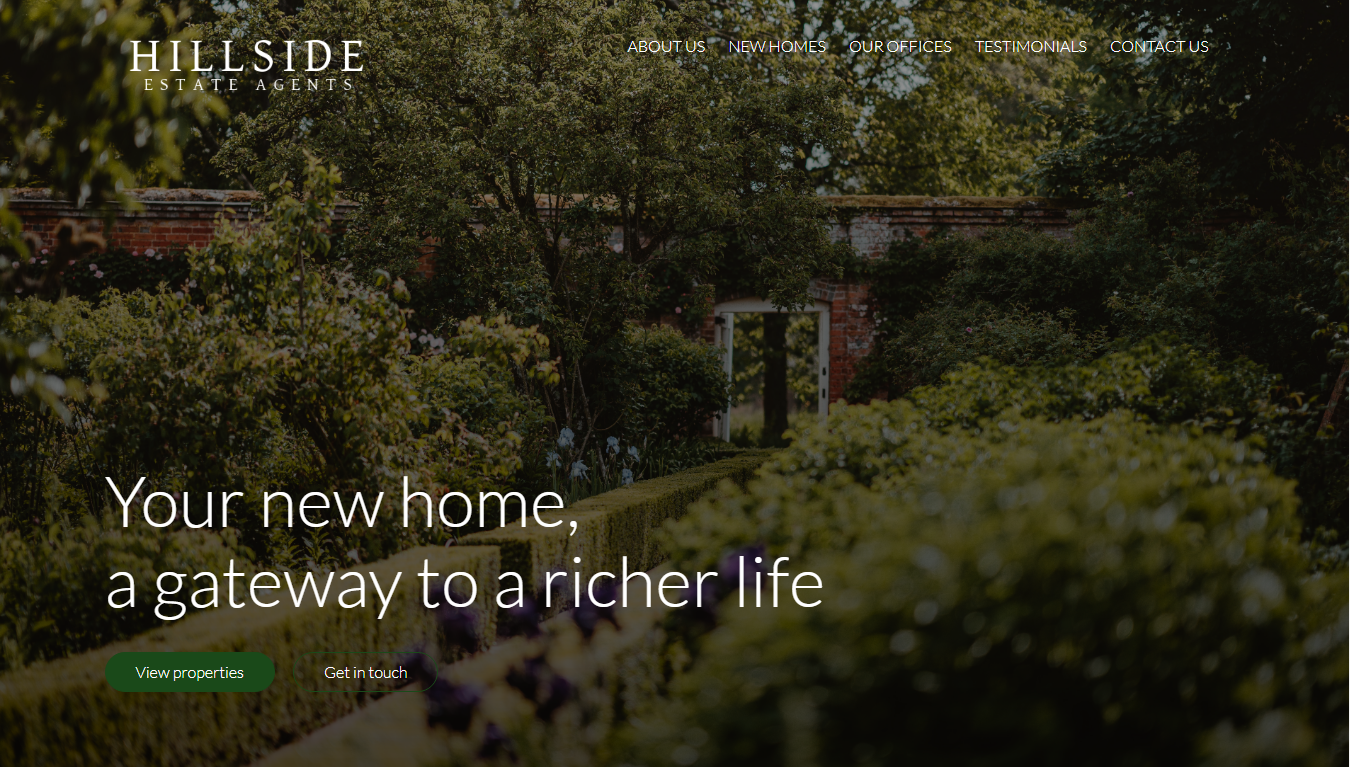 HILLSIDE
ESTATE AGENTS
ABOUT US NEW HOMES OUR OFFICES TESTIMONIALS CONTACT US
Your new home,
a gateway to a richer life
View properties Get in touch